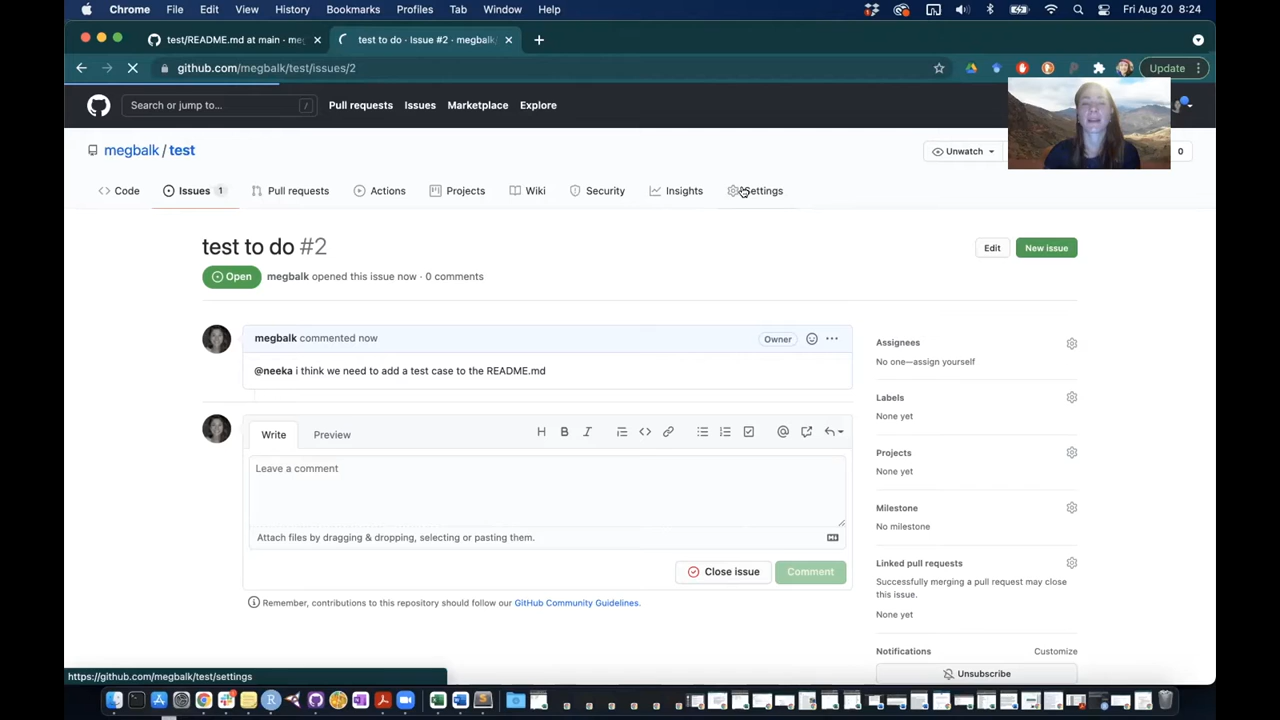 Chrome File Edit View History Bookmarks Profiles Tab Window Help Fri Aug 20 8:24
test/README.md at main · me
test to do · Issue #2 · megbalk/
github.com/megbalk/test/issues/2
Update
Search or jump to... /
Pull requests Issues Marketplace Explore
megbalk / test
Unwatch 0
Code Issues 1 Pull requests Actions Projects Wiki Security Insights Settings
test to do #2
Edit New issue
Open megbalk opened this issue now · 0 comments
megbalk commented now Owner
@neeka i think we need to add a test case to the README.md
Write Preview
Leave a comment
Attach files by dragging & dropping, selecting or pasting them.
Close issue Comment
Remember, contributions to this repository should follow our GitHub Community Guidelines.
Assignees
No one—assign yourself
Labels
None yet
Projects
None yet
Milestone
No milestone
Linked pull requests
Successfully merging a pull request may close
this issue.
None yet
Notifications Customize
Unsubscribe
https://github.com/megbalk/test/settings